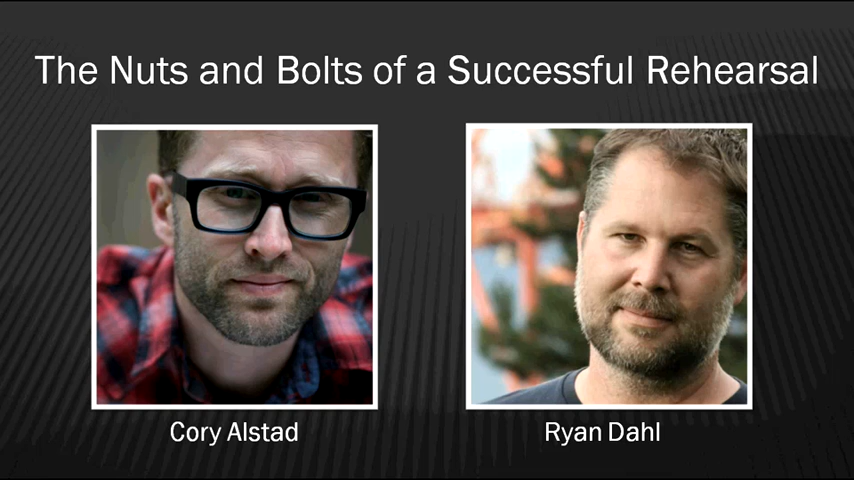 The Nuts and Bolts of a Successful Rehearsal
Cory Alstad
Ryan Dahl